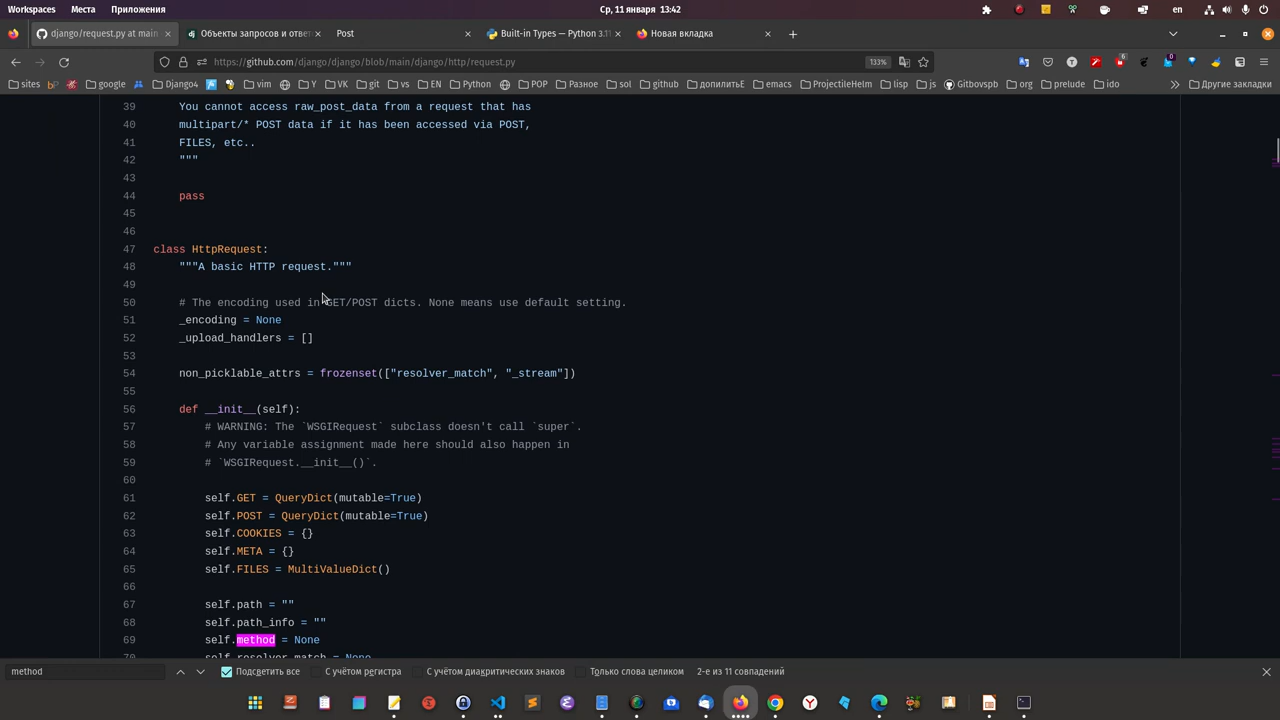 Workspaces Места Приложения Ср, 11 января 13:42 en
django/request.py at main Объекты запросов и ответ Post Built-in Types — Python 3.11 Новая вкладка
https://github.com/django/django/blob/main/django/http/request.py 133%
sites google Django4 vim Y VK git vs EN Python POP Разное sol github допилитьE emacs ProjectileHelm lisp js Gitbovspb org prelude ido Другие закладки
39 You cannot access raw_post_data from a request that has
40 multipart/* POST data if it has been accessed via POST,
41 FILES, etc..
42 """
43
44 pass
45
46
47 class HttpRequest:
48 """A basic HTTP request."""
49
50 # The encoding used in GET/POST dicts. None means use default setting.
51 _encoding = None
52 _upload_handlers = []
53
54 non_picklable_attrs = frozenset(["resolver_match", "_stream"])
55
56 def __init__(self):
57 # WARNING: The `WSGIRequest` subclass doesn't call `super`.
58 # Any variable assignment made here should also happen in
59 # `WSGIRequest.__init__()`.
60
61 self.GET = QueryDict(mutable=True)
62 self.POST = QueryDict(mutable=True)
63 self.COOKIES = {}
64 self.META = {}
65 self.FILES = MultiValueDict()
66
67 self.path = ""
68 self.path_info = ""
69 self.method = None
70 self.resolver_match = None
method Подсветить все С учётом регистра С учётом диакритических знаков Только слова целиком 2-е из 11 совпадений